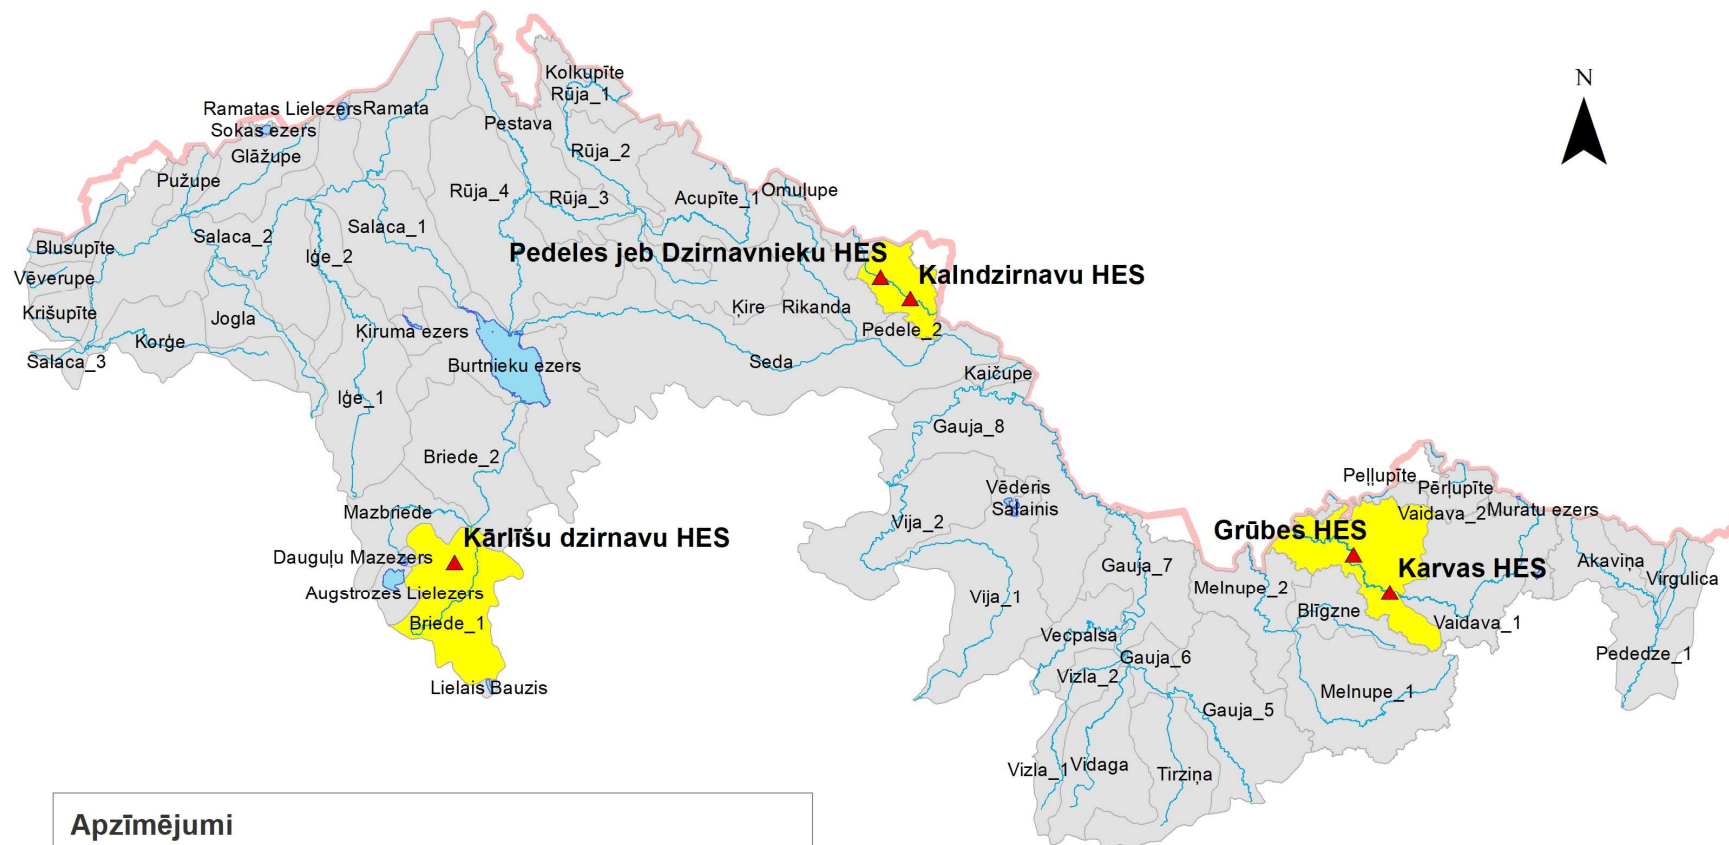 Kolkupīte
N
Rūja_1
Ramatas Lielezers
Ramata
Sokas ezers
Pestava
Glāžupe
Rūja_2
Pužupe
Rūja_4
Rūja_3
Acupīte_1
Omuļupe
Salaca_1
Salaca_2
Blusupīte
Iģe_2
Pedeles jeb Dzirnavnieku HES
Kalndzirnavu HES
Vēverupe
Krišupīte
Jogla
Ķire
Rikanda
Ķiruma ezers
Pedele_2
Korģe
Salaca_3
Burtnieku ezers
Seda
Kaičupe
Iģe_1
Gauja_8
Briede_2
Peļļupīte
Vēderis
Pērļupīte
Salainis
Mazbriede
Vija_2
Vaidava_2
Muratu ezers
Grūbes HES
Kārlīšu dzirnavu HES
Dauguļu Mazezers
Gauja_7
Akaviņa
Karvas HES
Virgulica
Augstrozes Lielezers
Vija_1
Melnupe_2
Blīgzne
Briede_1
Vecpalsa
Vaidava_1
Gauja_6
Pededze_1
Vizla_2
Lielais Bauzis
Melnupe_1
Gauja_5
Vizla_1
Vidaga
Tirziņa
Apzīmējumi